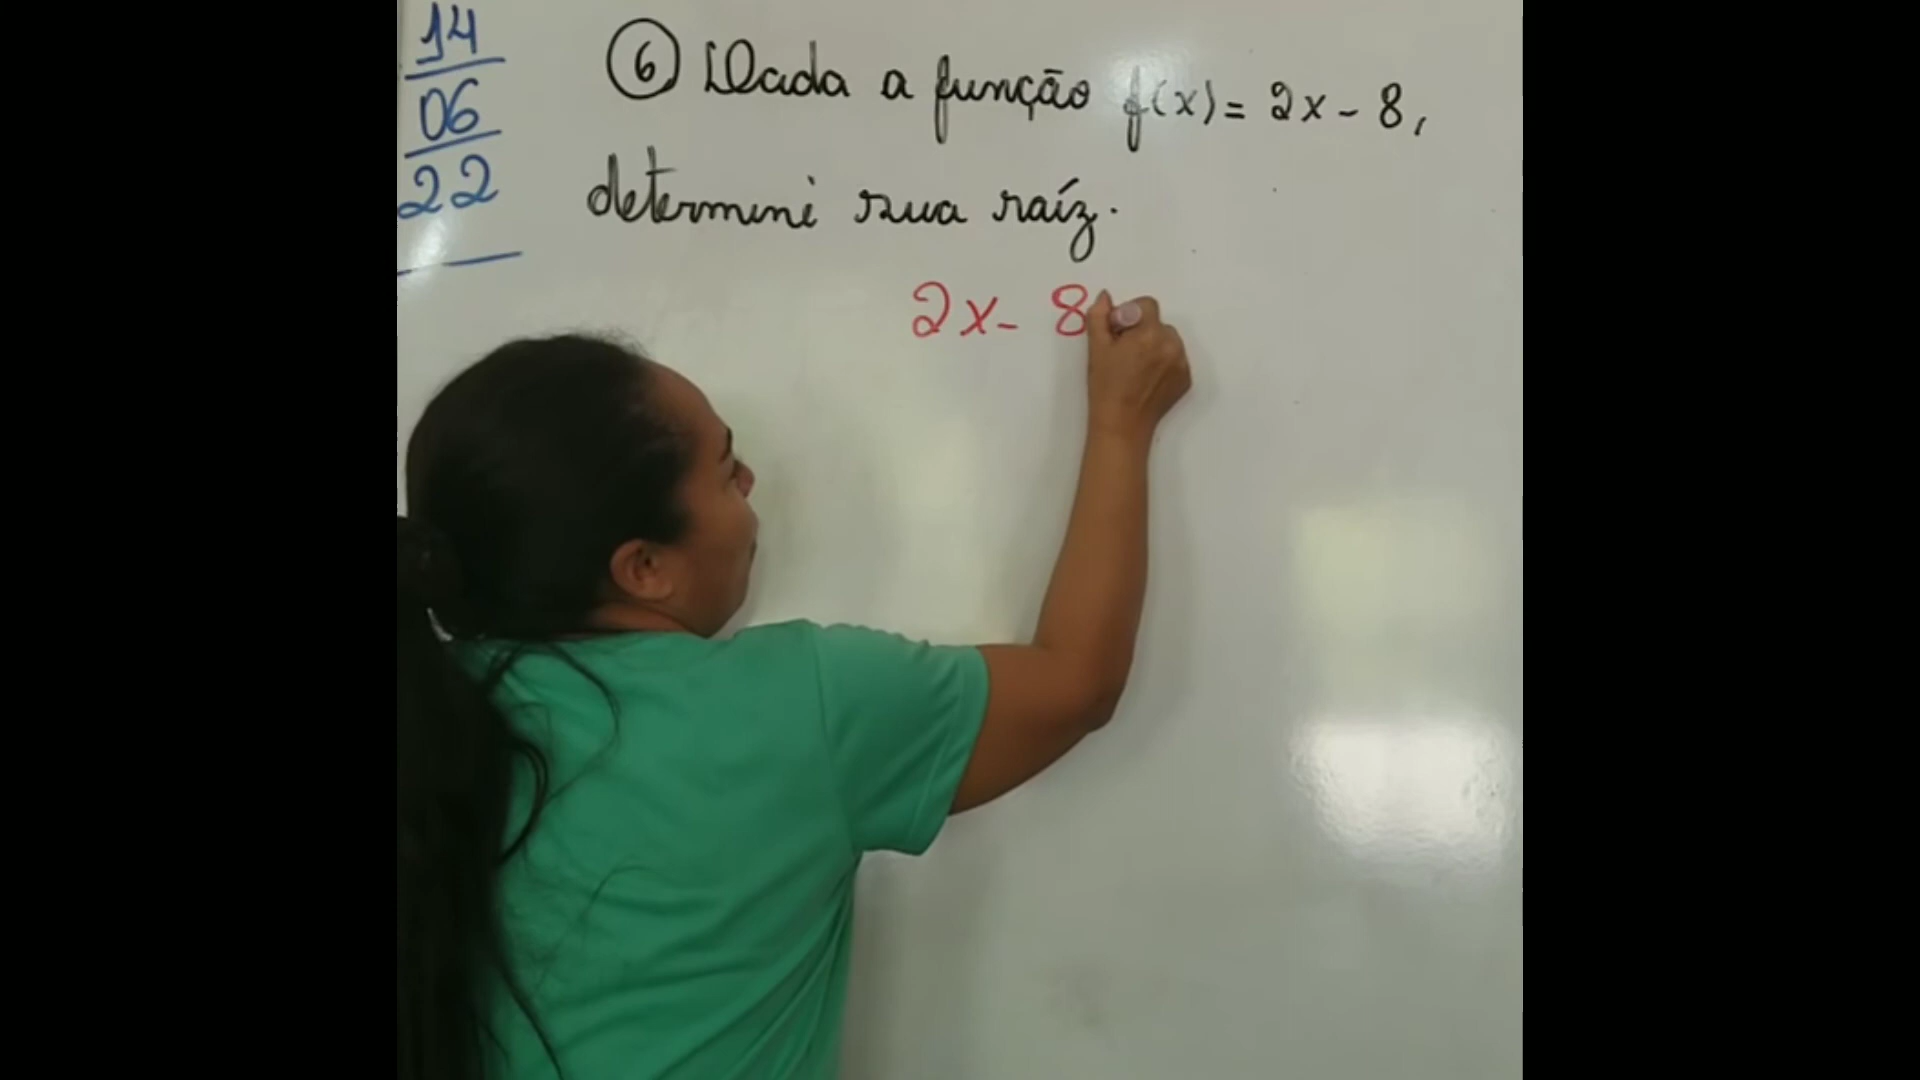 14
06
22
⑥ Dada a função f(x) = 2x - 8,
determine sua raíz.
2x - 8